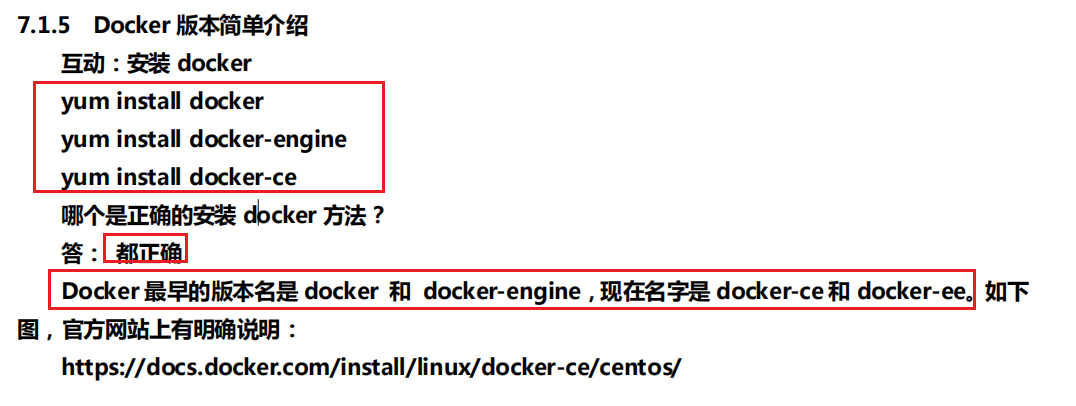 7.1.5 Docker 版本简单介绍
互动：安装 docker
yum install docker
yum install docker-engine
yum install docker-ce
哪个是正确的安装 docker 方法？
答： 都正确
Docker 最早的版本名是 docker 和 docker-engine，现在名字是 docker-ce 和 docker-ee。如下
图，官方网站上有明确说明：
https://docs.docker.com/install/linux/docker-ce/centos/